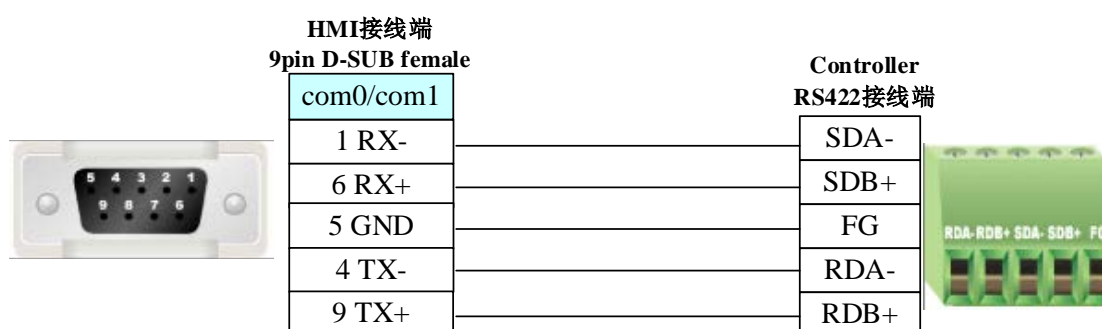 HMI接线端
9pin D-SUB female
com0/com1
1 RX-
6 RX+
5 GND
4 TX-
9 TX+
Controller
RS422接线端
SDA-
SDB+
FG
RDA-
RDB+
5 4 3 2 1
9 8 7 6
RDA- RDB+ SDA- SDB+ FG